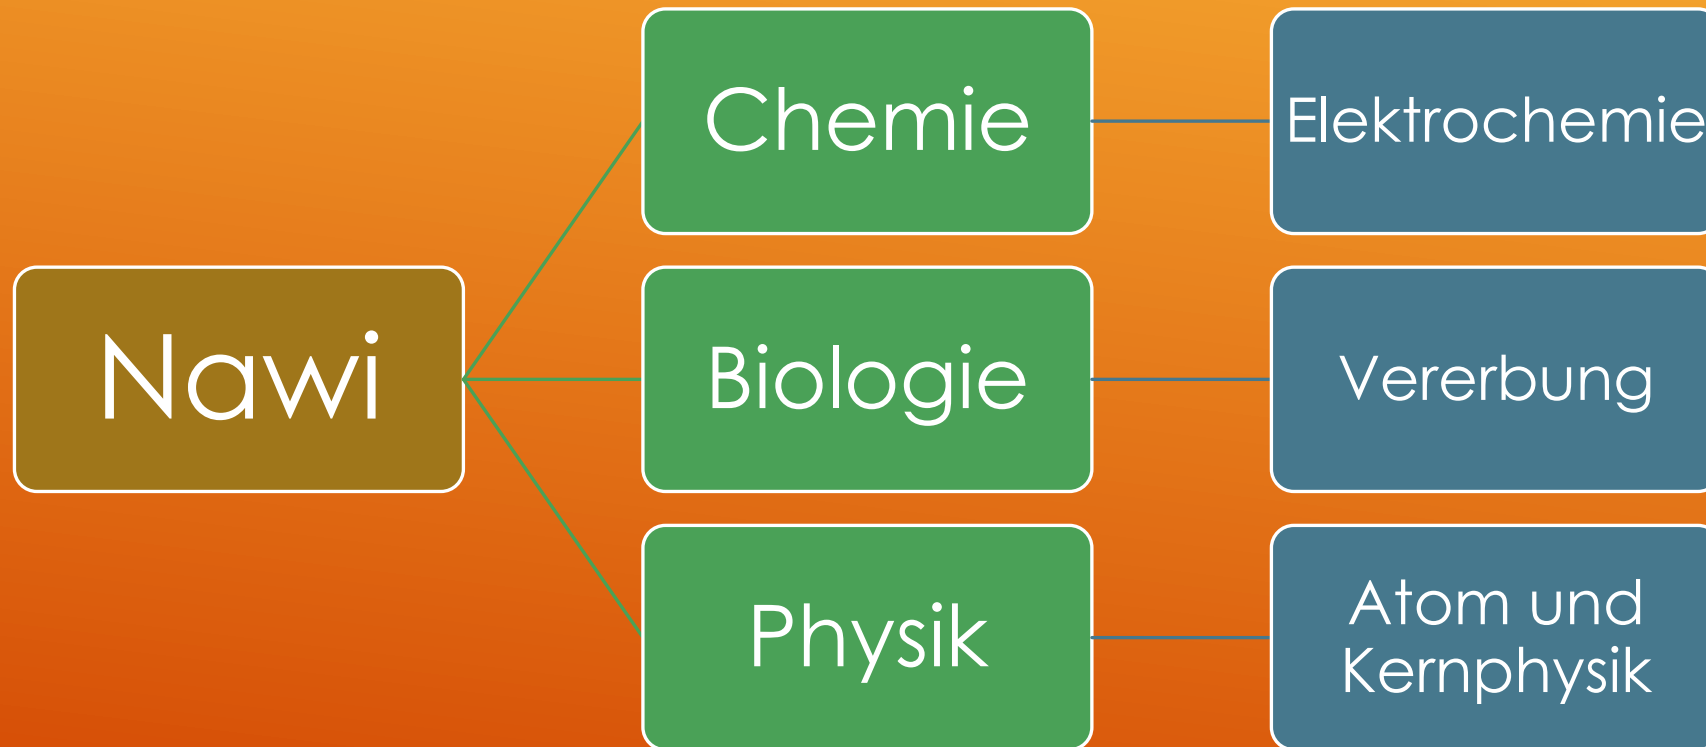 Chemie
Elektrochemie
Nawi
Biologie
Vererbung
Physik
Atom und
Kernphysik